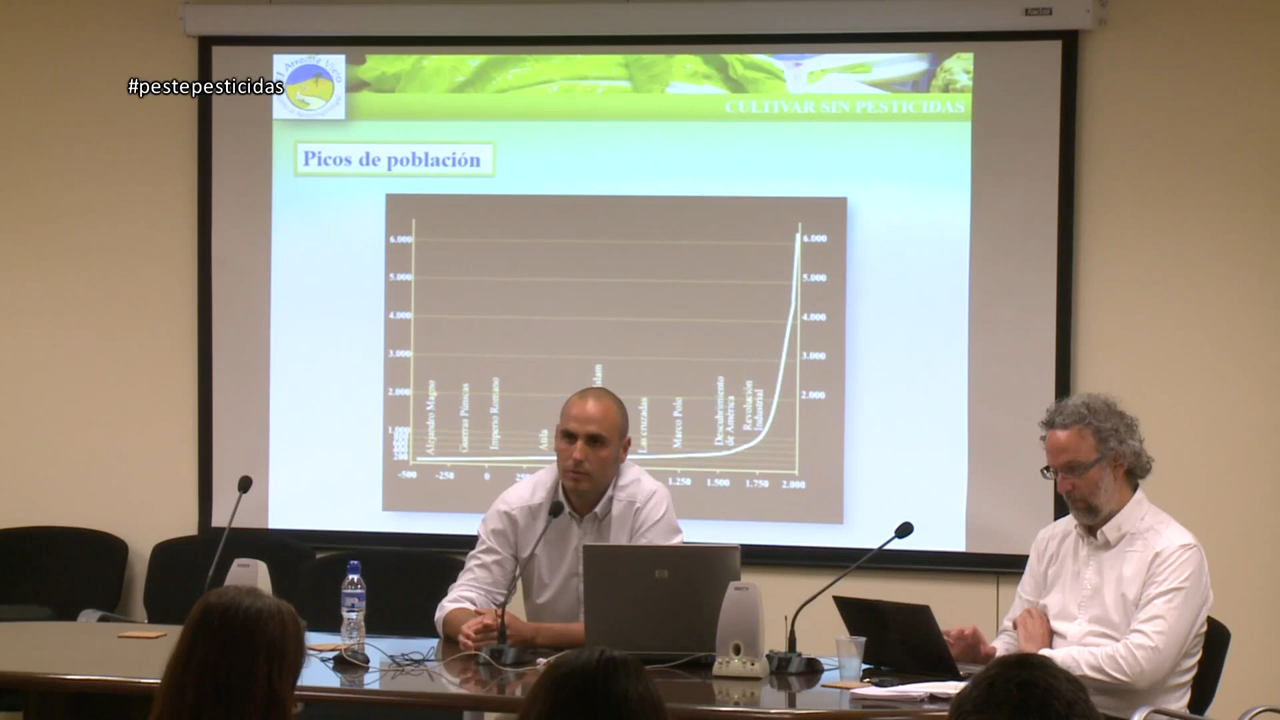 #pestepesticidas
CULTIVAR SIN PESTICIDAS
Picos de población
6.000
5.000
4.000
3.000
2.000
1.000
6.000
5.000
4.000
3.000
2.000
Alejandro Magno
Guerras Púnicas
Imperio Romano
Islam
Las cruzadas
Marco Polo
Descubrimiento
de América
Revolución
Industrial
-500
-250
0
1.250
1.500
1.750
2.000
hp